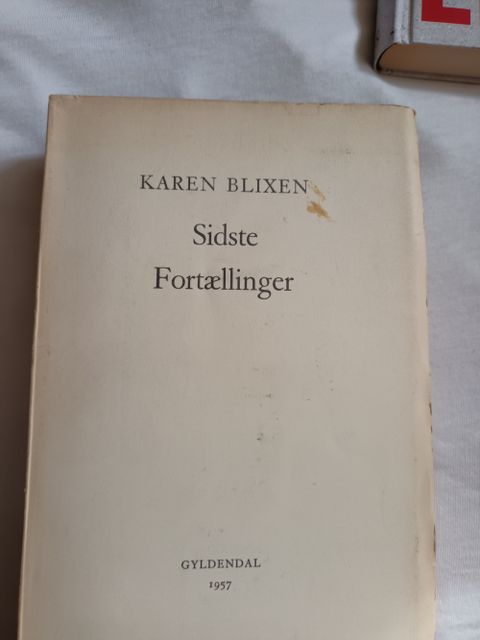 KAREN BLIXEN
Sidste
Fortællinger
GYLDENDAL
1957